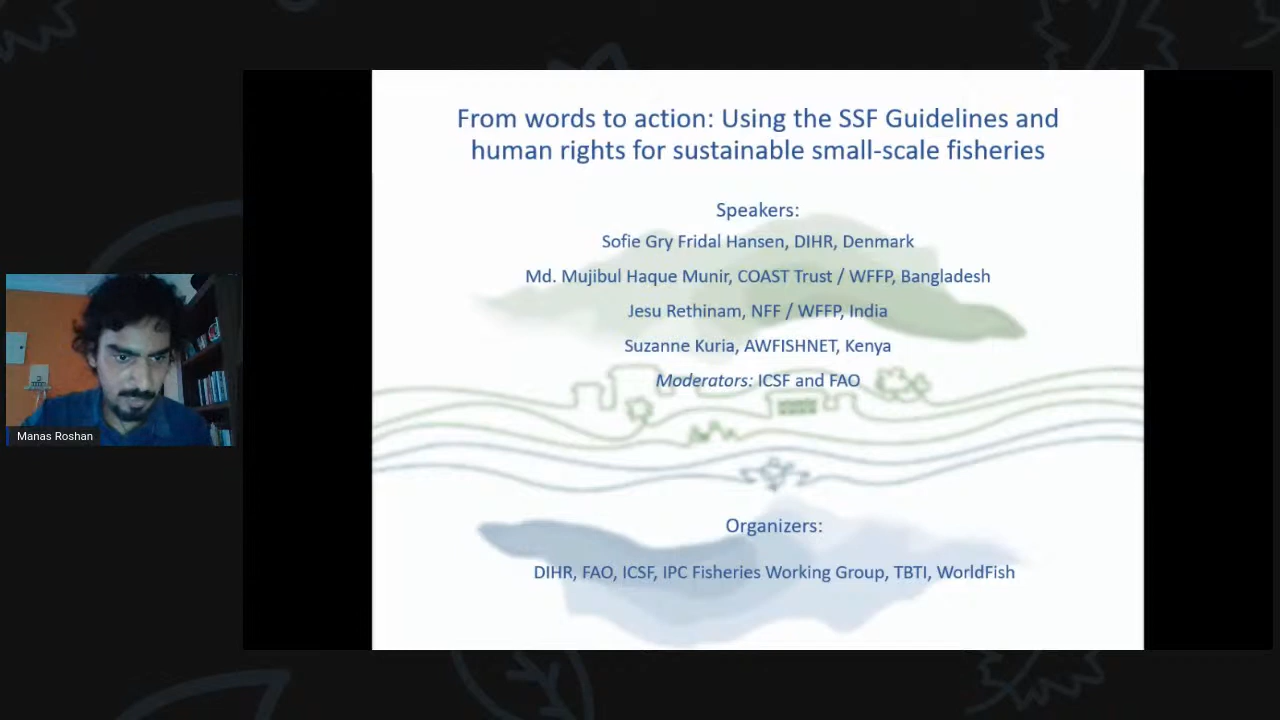 From words to action: Using the SSF Guidelines and
human rights for sustainable small-scale fisheries
Speakers:
Sofie Gry Fridal Hansen, DIHR, Denmark
Md. Mujibul Haque Munir, COAST Trust / WFFP, Bangladesh
Jesu Rethinam, NFF / WFFP, India
Suzanne Kuria, AWFISHNET, Kenya
Moderators: ICSF and FAO
Manas Roshan
Organizers:
DIHR, FAO, ICSF, IPC Fisheries Working Group, TBTI, WorldFish